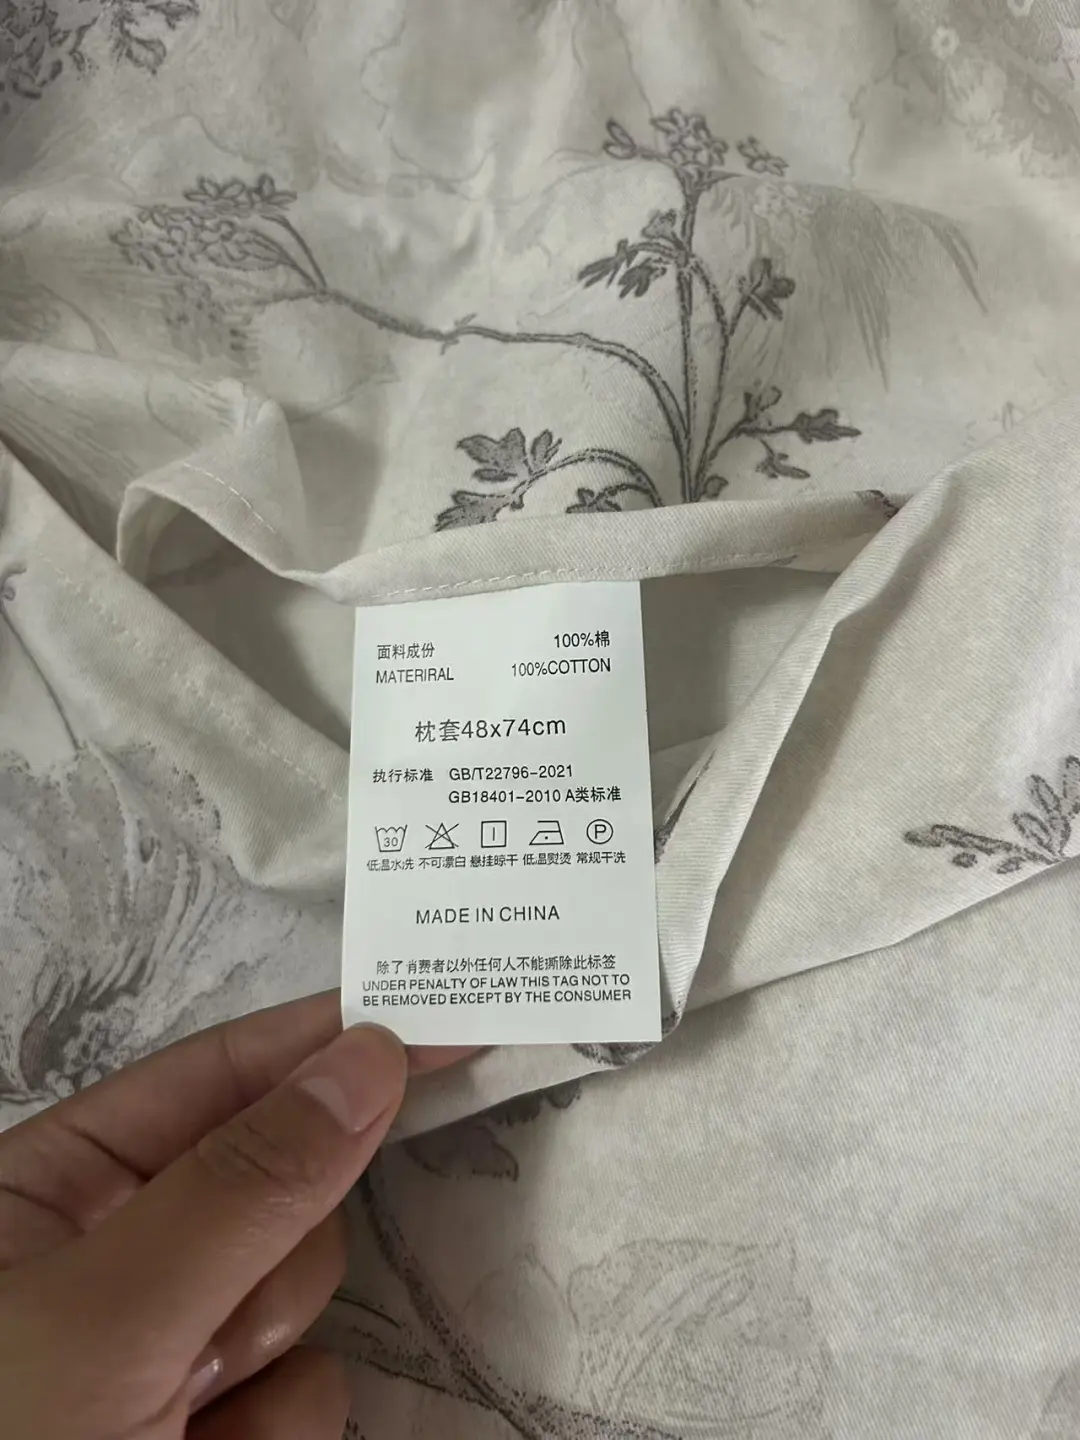 面料成份 100%棉
MATERIRAL 100%COTTON
枕套48x74cm
执行标准 GB/T22796-2021
GB18401-2010 A类标准
30 P
低温水洗 不可漂白 悬挂晾干 低温熨烫 常规干洗
MADE IN CHINA
除了消费者以外任何人不能撕除此标签
UNDER PENALTY OF LAW THIS TAG NOT TO
BE REMOVED EXCEPT BY THE CONSUMER